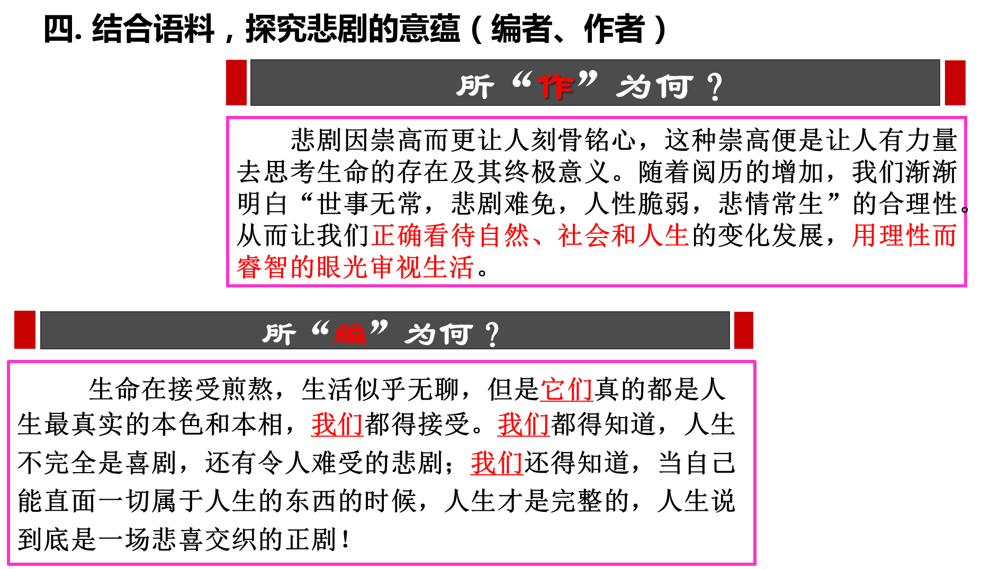 四. 结合语料，探究悲剧的意蕴（编者、作者）
所“作”为何？
悲剧因崇高而更让人刻骨铭心，这种崇高便是让人有力量
去思考生命的存在及其终极意义。随着阅历的增加，我们渐渐
明白“世事无常，悲剧难免，人性脆弱，悲情常生”的合理性。
从而让我们正确看待自然、社会和人生的变化发展，用理性而
睿智的眼光审视生活。
所“编”为何？
生命在接受煎熬，生活似乎无聊，但是它们真的都是人
生最真实的本色和本相，我们都得接受。我们都得知道，人生
不完全是喜剧，还有令人难受的悲剧；我们还得知道，当自己
能直面一切属于人生的东西的时候，人生才是完整的，人生说
到底是一场悲喜交织的正剧！